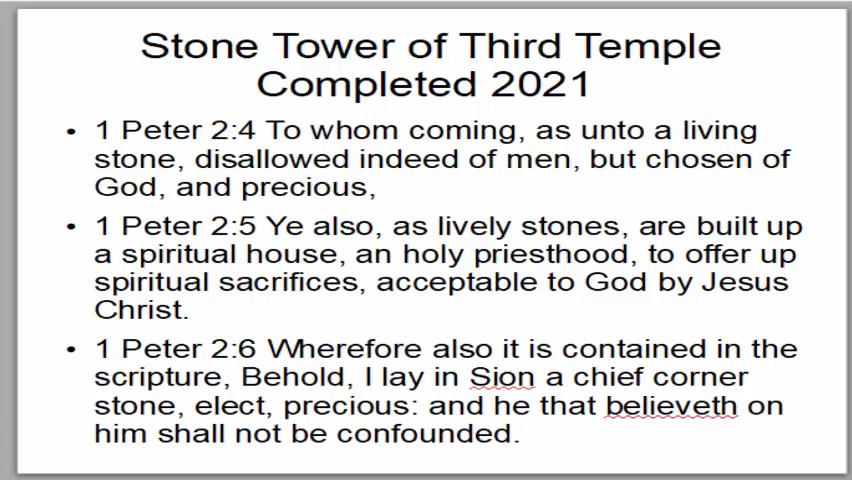 Stone Tower of Third Temple
Completed 2021
• 1 Peter 2:4 To whom coming, as unto a living
stone, disallowed indeed of men, but chosen of
God, and precious,
• 1 Peter 2:5 Ye also, as lively stones, are built up
a spiritual house, an holy priesthood, to offer up
spiritual sacrifices, acceptable to God by Jesus
Christ.
• 1 Peter 2:6 Wherefore also it is contained in the
scripture, Behold, I lay in Sion a chief corner
stone, elect, precious: and he that believeth on
him shall not be confounded.